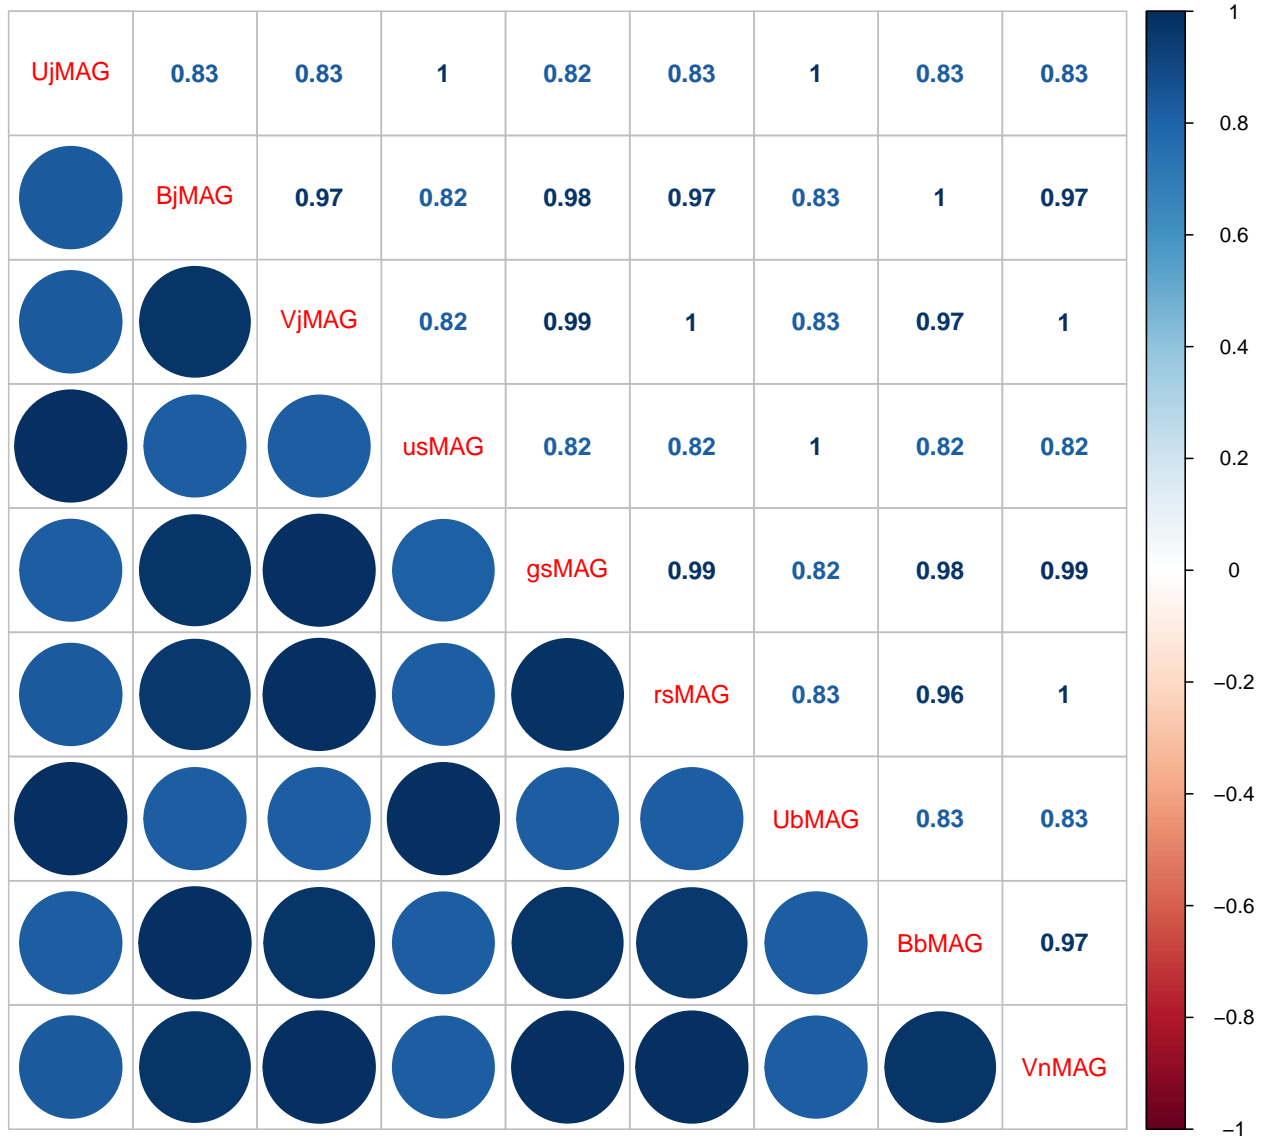 UjMAG 0.83 0.83 1 0.82 0.83 1 0.83 0.83
BjMAG 0.97 0.82 0.98 0.97 0.83 1 0.97
VjMAG 0.82 0.99 1 0.83 0.97 1
usMAG 0.82 0.82 1 0.82 0.82
gsMAG 0.99 0.82 0.98 0.99
rsMAG 0.83 0.96 1
UbMAG 0.83 0.83
BbMAG 0.97
VnMAG
1
0.8
0.6
0.4
0.2
0
−0.2
−0.4
−0.6
−0.8
−1